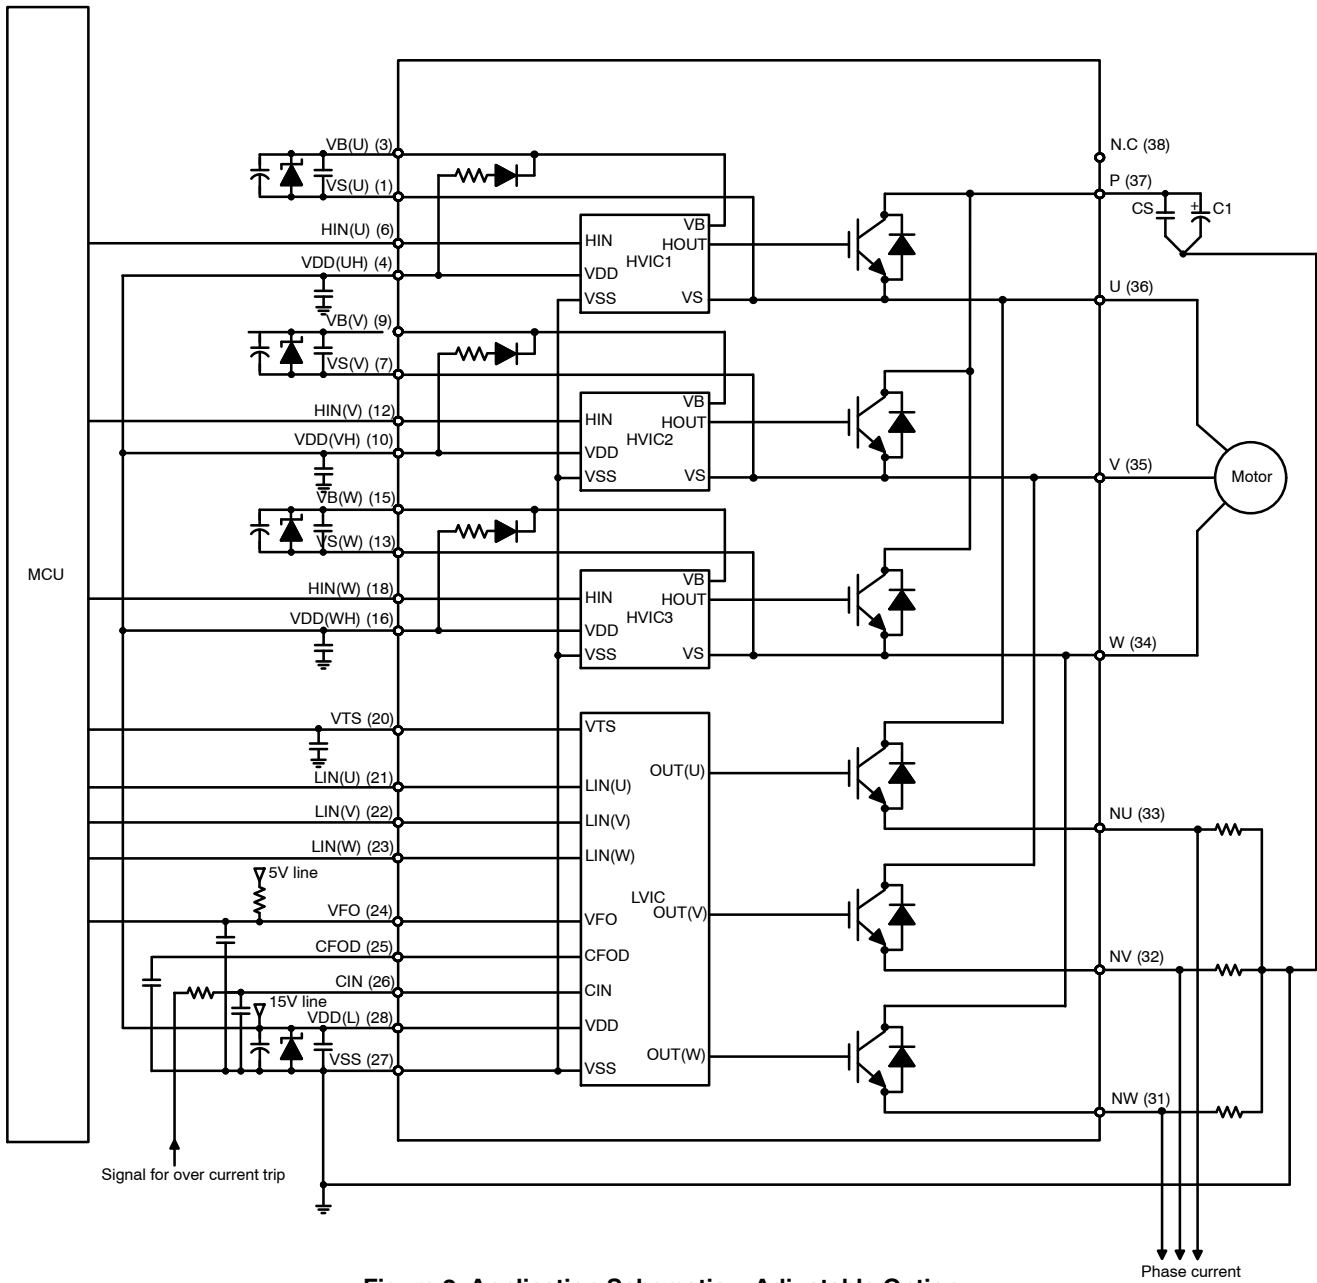 MCU
VB(U) (3)
VS(U) (1)
HIN(U) (6)
VDD(UH) (4)
VB(V) (9)
VS(V) (7)
HIN(V) (12)
VDD(VH) (10)
VB(W) (15)
VS(W) (13)
HIN(W) (18)
VDD(WH) (16)
VTS (20)
LIN(U) (21)
LIN(V) (22)
LIN(W) (23)
5V line
VFO (24)
CFOD (25)
CIN (26)
15V line
VDD(L) (28)
VSS (27)
Signal for over current trip
HIN
VDD
VSS
HVIC1
VB
HOUT
VS
HIN
VDD
VSS
HVIC2
VB
HOUT
VS
HIN
VDD
VSS
HVIC3
VB
HOUT
VS
VTS
LIN(U)
LIN(V)
LIN(W)
VFO
CFOD
CIN
VDD
VSS
LVIC
OUT(U)
OUT(V)
OUT(W)
N.C (38)
P (37)
CS
+
C1
U (36)
V (35)
Motor
W (34)
NU (33)
NV (32)
NW (31)
Phase current